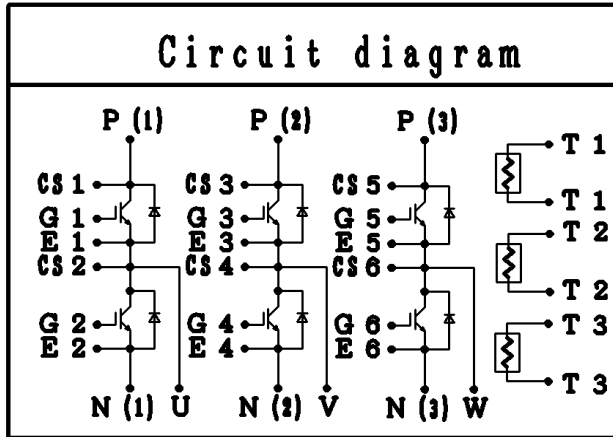 Circuit diagram
P (1) P (2) P (3)
CS 1 CS 3 CS 5 T 1
G 1 G 3 G 5 T 1
E 1 E 3 E 5 T 2
CS 2 CS 4 CS 6
T 2
G 2 G 4 G 6 T 3
E 2 E 4 E 6
T 3
N (1) U N (2) V N (3) W